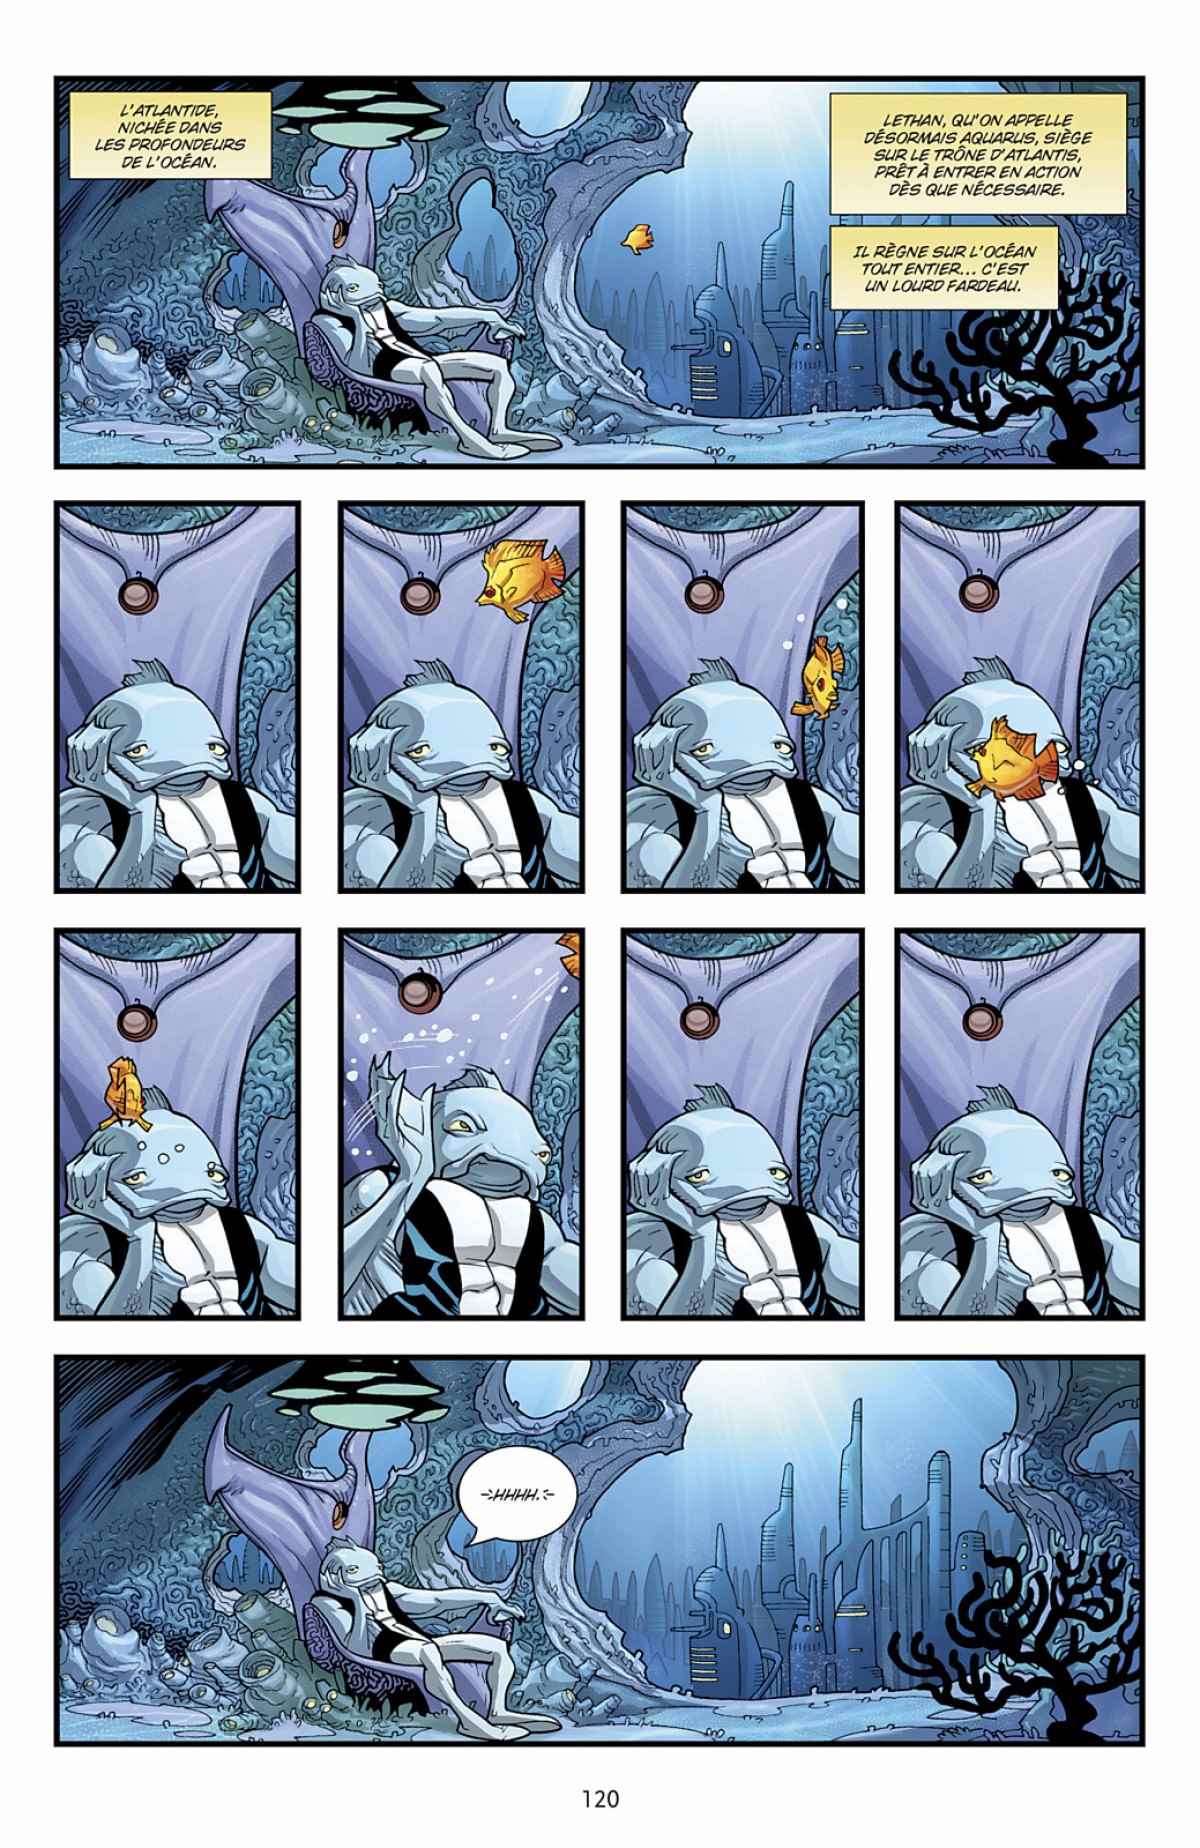 L'ATLANTIDE,
NICHÉE DANS
LES PROFONDEURS
DE L'OCÉAN.
LETHAN, QU'ON APPELLE
DÉSORMAIS AQUARUS, SIÈGE
SUR LE TRÔNE D'ATLANTIS,
PRÊT À ENTRER EN ACTION
DÈS QUE NÉCESSAIRE.
IL RÈGNE SUR L'OCÉAN
TOUT ENTIER... C'EST
UN LOURD FARDEAU.
HHHH.
120